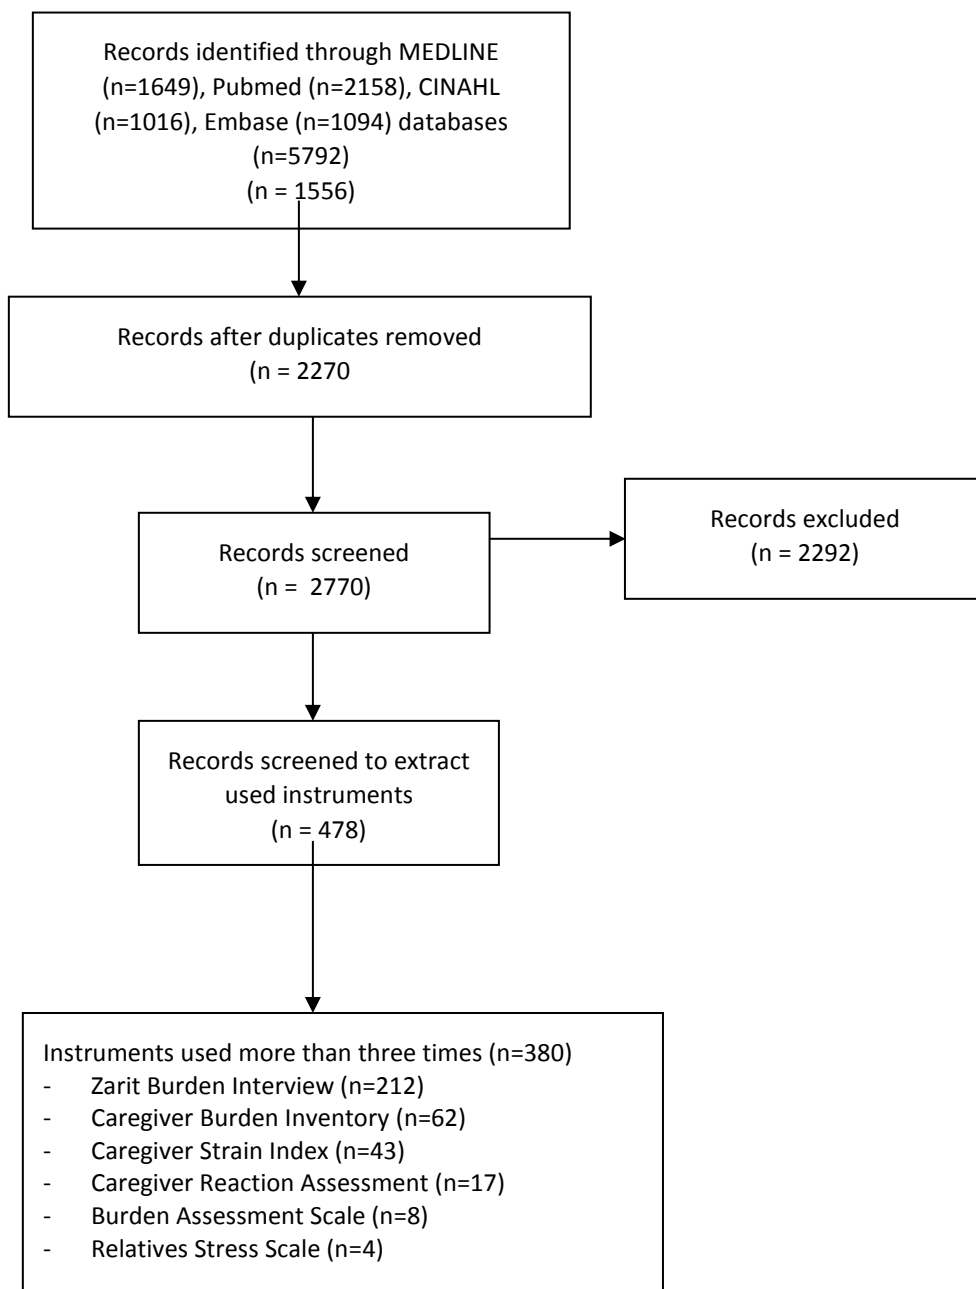 Records identified through MEDLINE
(n=1649), Pubmed (n=2158), CINAHL
(n=1016), Embase (n=1094) databases
(n=5792)
(n = 1556)
Records after duplicates removed
(n = 2270
Records screened
(n =  2770)
Records excluded
(n = 2292)
Records screened to extract
used instruments
(n = 478)
Instruments used more than three times (n=380)
- Zarit Burden Interview (n=212)
- Caregiver Burden Inventory (n=62)
- Caregiver Strain Index (n=43)
- Caregiver Reaction Assessment (n=17)
- Burden Assessment Scale (n=8)
- Relatives Stress Scale (n=4)